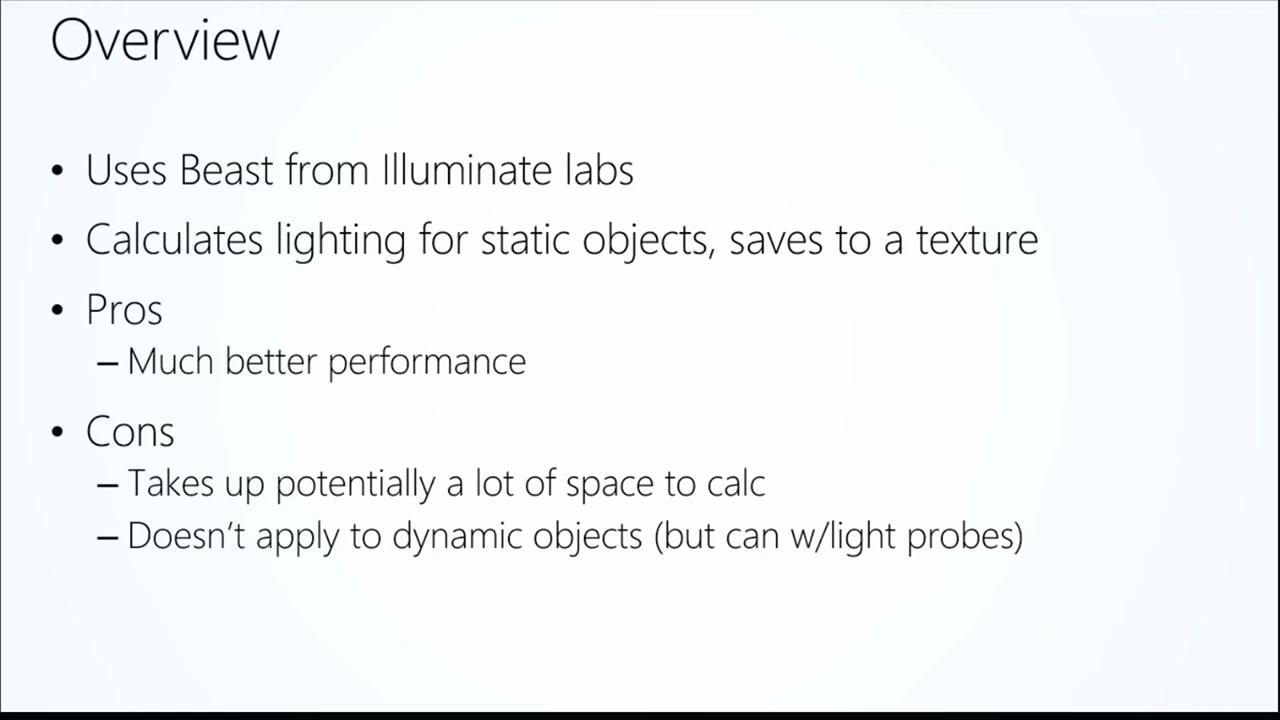 Overview
• Uses Beast from Illuminate labs
• Calculates lighting for static objects, saves to a texture
• Pros
– Much better performance
• Cons
– Takes up potentially a lot of space to calc
– Doesn’t apply to dynamic objects (but can w/light probes)